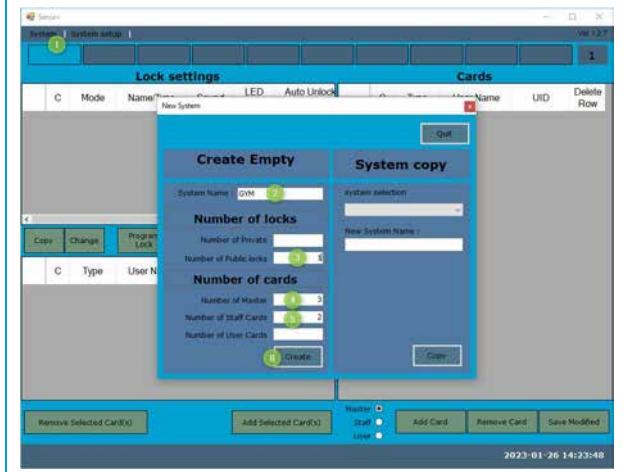 Sensa+
System | System setup |
Ver 1.2.7
1
1
Lock settings
Cards
C Mode Name/Type Sound LED Auto Unlock
C Type User Name UID Delete Row
New System
Quit
Create Empty
System copy
System Name : GYM 2
system selection
Number of locks
Number of Private
New System Name :
Number of Public locks 3
Number of cards
Number of Master 4 3
Number of Staff Cards 5 2
Number of User Cards
6 Create
Copy
Copy Change Program Lock
C Type User N
Remove Selected Card(s)
Add Selected Card(s)
Master
Staff
User
Add Card
Remove Card
Save Modified
2023-01-26 14:23:48